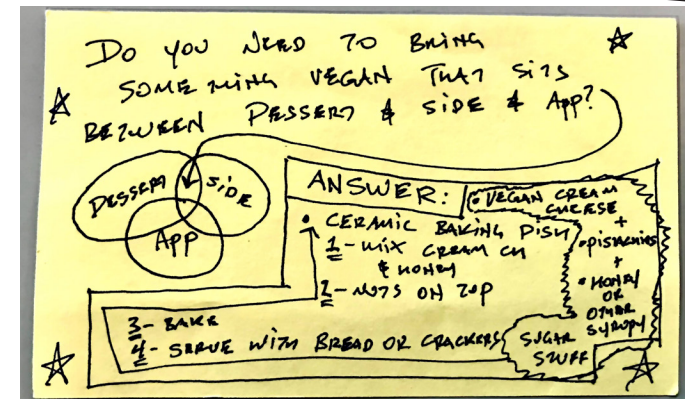 Do you NEED TO BRING
SOMETHING VEGAN THAT SITS
BETWEEN DESSERT & SIDE & App?
DESSERT
SIDE
APP
ANSWER:
• VEGAN CREAM
CHEESE
+
• PISTACHIOS
+
• HONEY
OR
OTHER
SYRUPY
SUGAR
STUFF
• CERAMIC BAKING DISH
1 - MIX CREAM CH
& HONEY
2 - NUTS ON TOP
3 - BAKE
4 - SERVE WITH BREAD OR CRACKERS